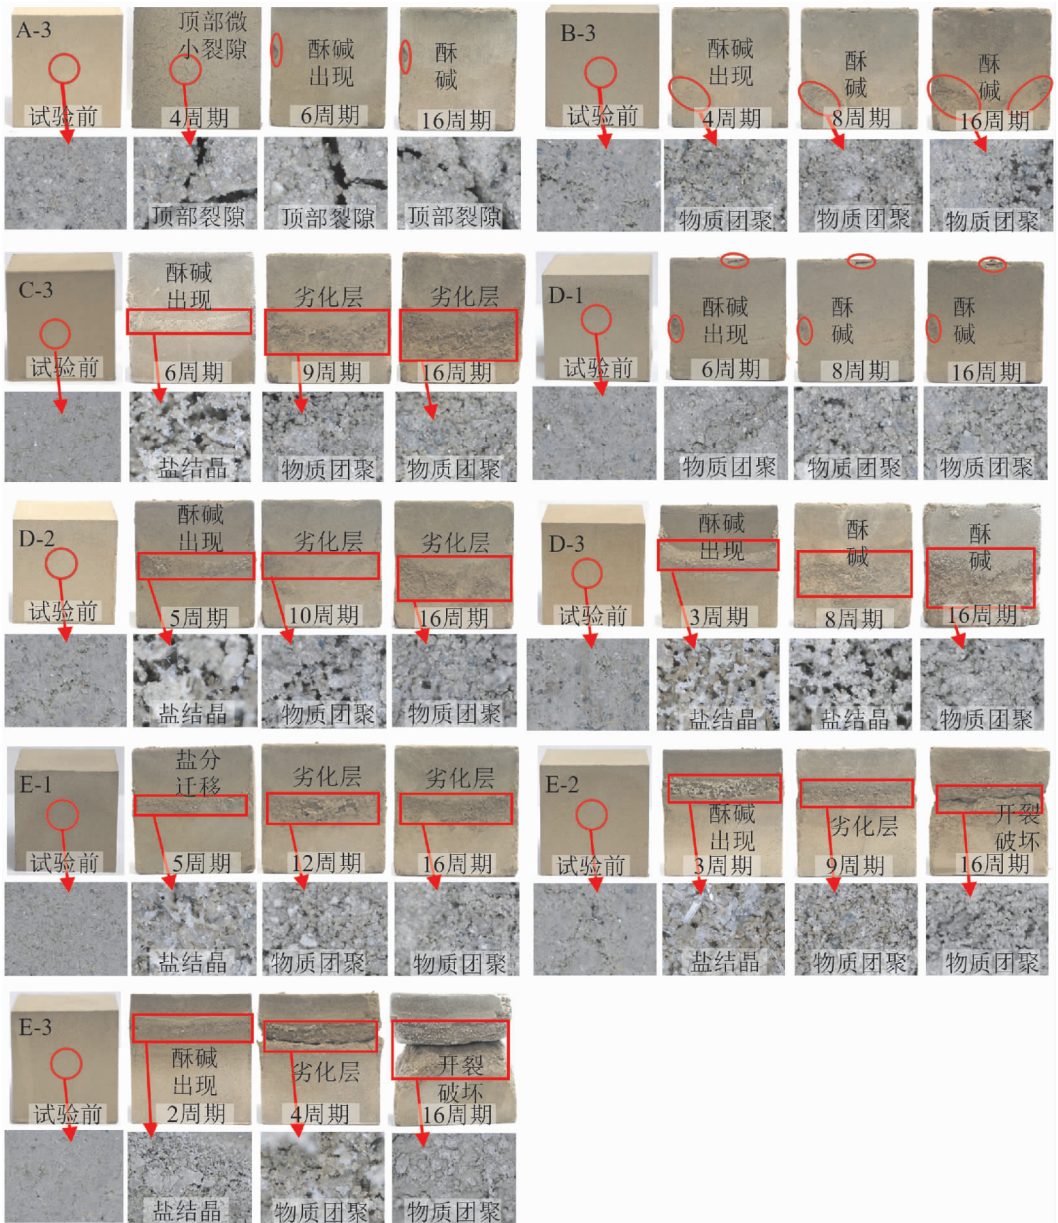 A-3
试验前
顶部微
小裂隙
4周期
顶部裂隙
酥碱
出现
6周期
顶部裂隙
酥
碱
16周期
顶部裂隙
B-3
试验前
酥碱
出现
4周期
物质团聚
酥
碱
8周期
物质团聚
酥
碱
16周期
物质团聚
C-3
试验前
酥碱
出现
6周期
盐结晶
劣化层
9周期
物质团聚
劣化层
16周期
物质团聚
D-1
试验前
酥碱
出现
6周期
物质团聚
酥
碱
8周期
物质团聚
酥
碱
16周期
物质团聚
D-2
试验前
酥碱
出现
5周期
盐结晶
劣化层
10周期
物质团聚
劣化层
16周期
物质团聚
D-3
试验前
酥碱
出现
3周期
盐结晶
酥
碱
8周期
盐结晶
酥
碱
16周期
物质团聚
E-1
试验前
盐分
迁移
5周期
盐结晶
劣化层
12周期
物质团聚
劣化层
16周期
物质团聚
E-2
试验前
酥碱
出现
3周期
盐结晶
劣化层
9周期
物质团聚
开裂
破坏
16周期
物质团聚
E-3
试验前
酥碱
出现
2周期
盐结晶
劣化层
4周期
物质团聚
开裂
破坏
16周期
物质团聚